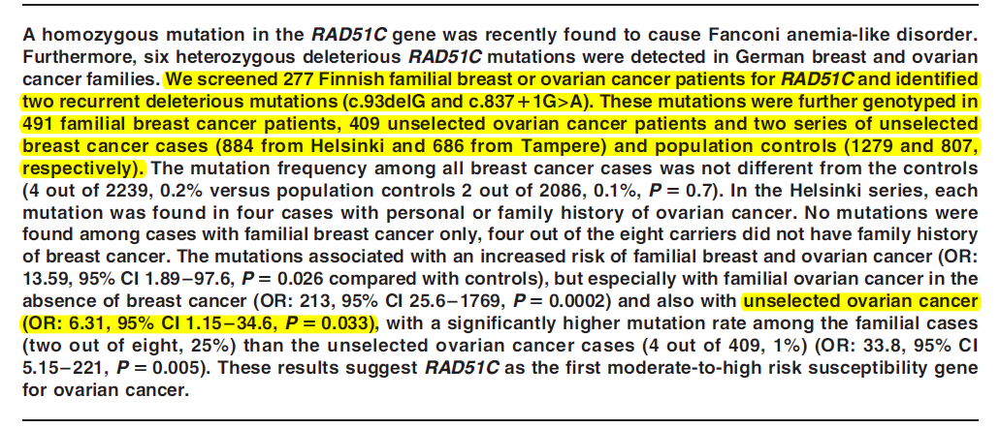 A homozygous mutation in the RAD51C gene was recently found to cause Fanconi anemia-like disorder.
Furthermore, six heterozygous deleterious RAD51C mutations were detected in German breast and ovarian
cancer families. We screened 277 Finnish familial breast or ovarian cancer patients for RAD51C and identified
two recurrent deleterious mutations (c.93delG and c.837+1G>A). These mutations were further genotyped in
491 familial breast cancer patients, 409 unselected ovarian cancer patients and two series of unselected
breast cancer cases (884 from Helsinki and 686 from Tampere) and population controls (1279 and 807,
respectively). The mutation frequency among all breast cancer cases was not different from the controls
(4 out of 2239, 0.2% versus population controls 2 out of 2086, 0.1%, P = 0.7). In the Helsinki series, each
mutation was found in four cases with personal or family history of ovarian cancer. No mutations were
found among cases with familial breast cancer only, four out of the eight carriers did not have family history
of breast cancer. The mutations associated with an increased risk of familial breast and ovarian cancer (OR:
13.59, 95% CI 1.89–97.6, P = 0.026 compared with controls), but especially with familial ovarian cancer in the
absence of breast cancer (OR: 213, 95% CI 25.6–1769, P = 0.0002) and also with unselected ovarian cancer
(OR: 6.31, 95% CI 1.15–34.6, P = 0.033), with a significantly higher mutation rate among the familial cases
(two out of eight, 25%) than the unselected ovarian cancer cases (4 out of 409, 1%) (OR: 33.8, 95% CI
5.15–221, P = 0.005). These results suggest RAD51C as the first moderate-to-high risk susceptibility gene
for ovarian cancer.